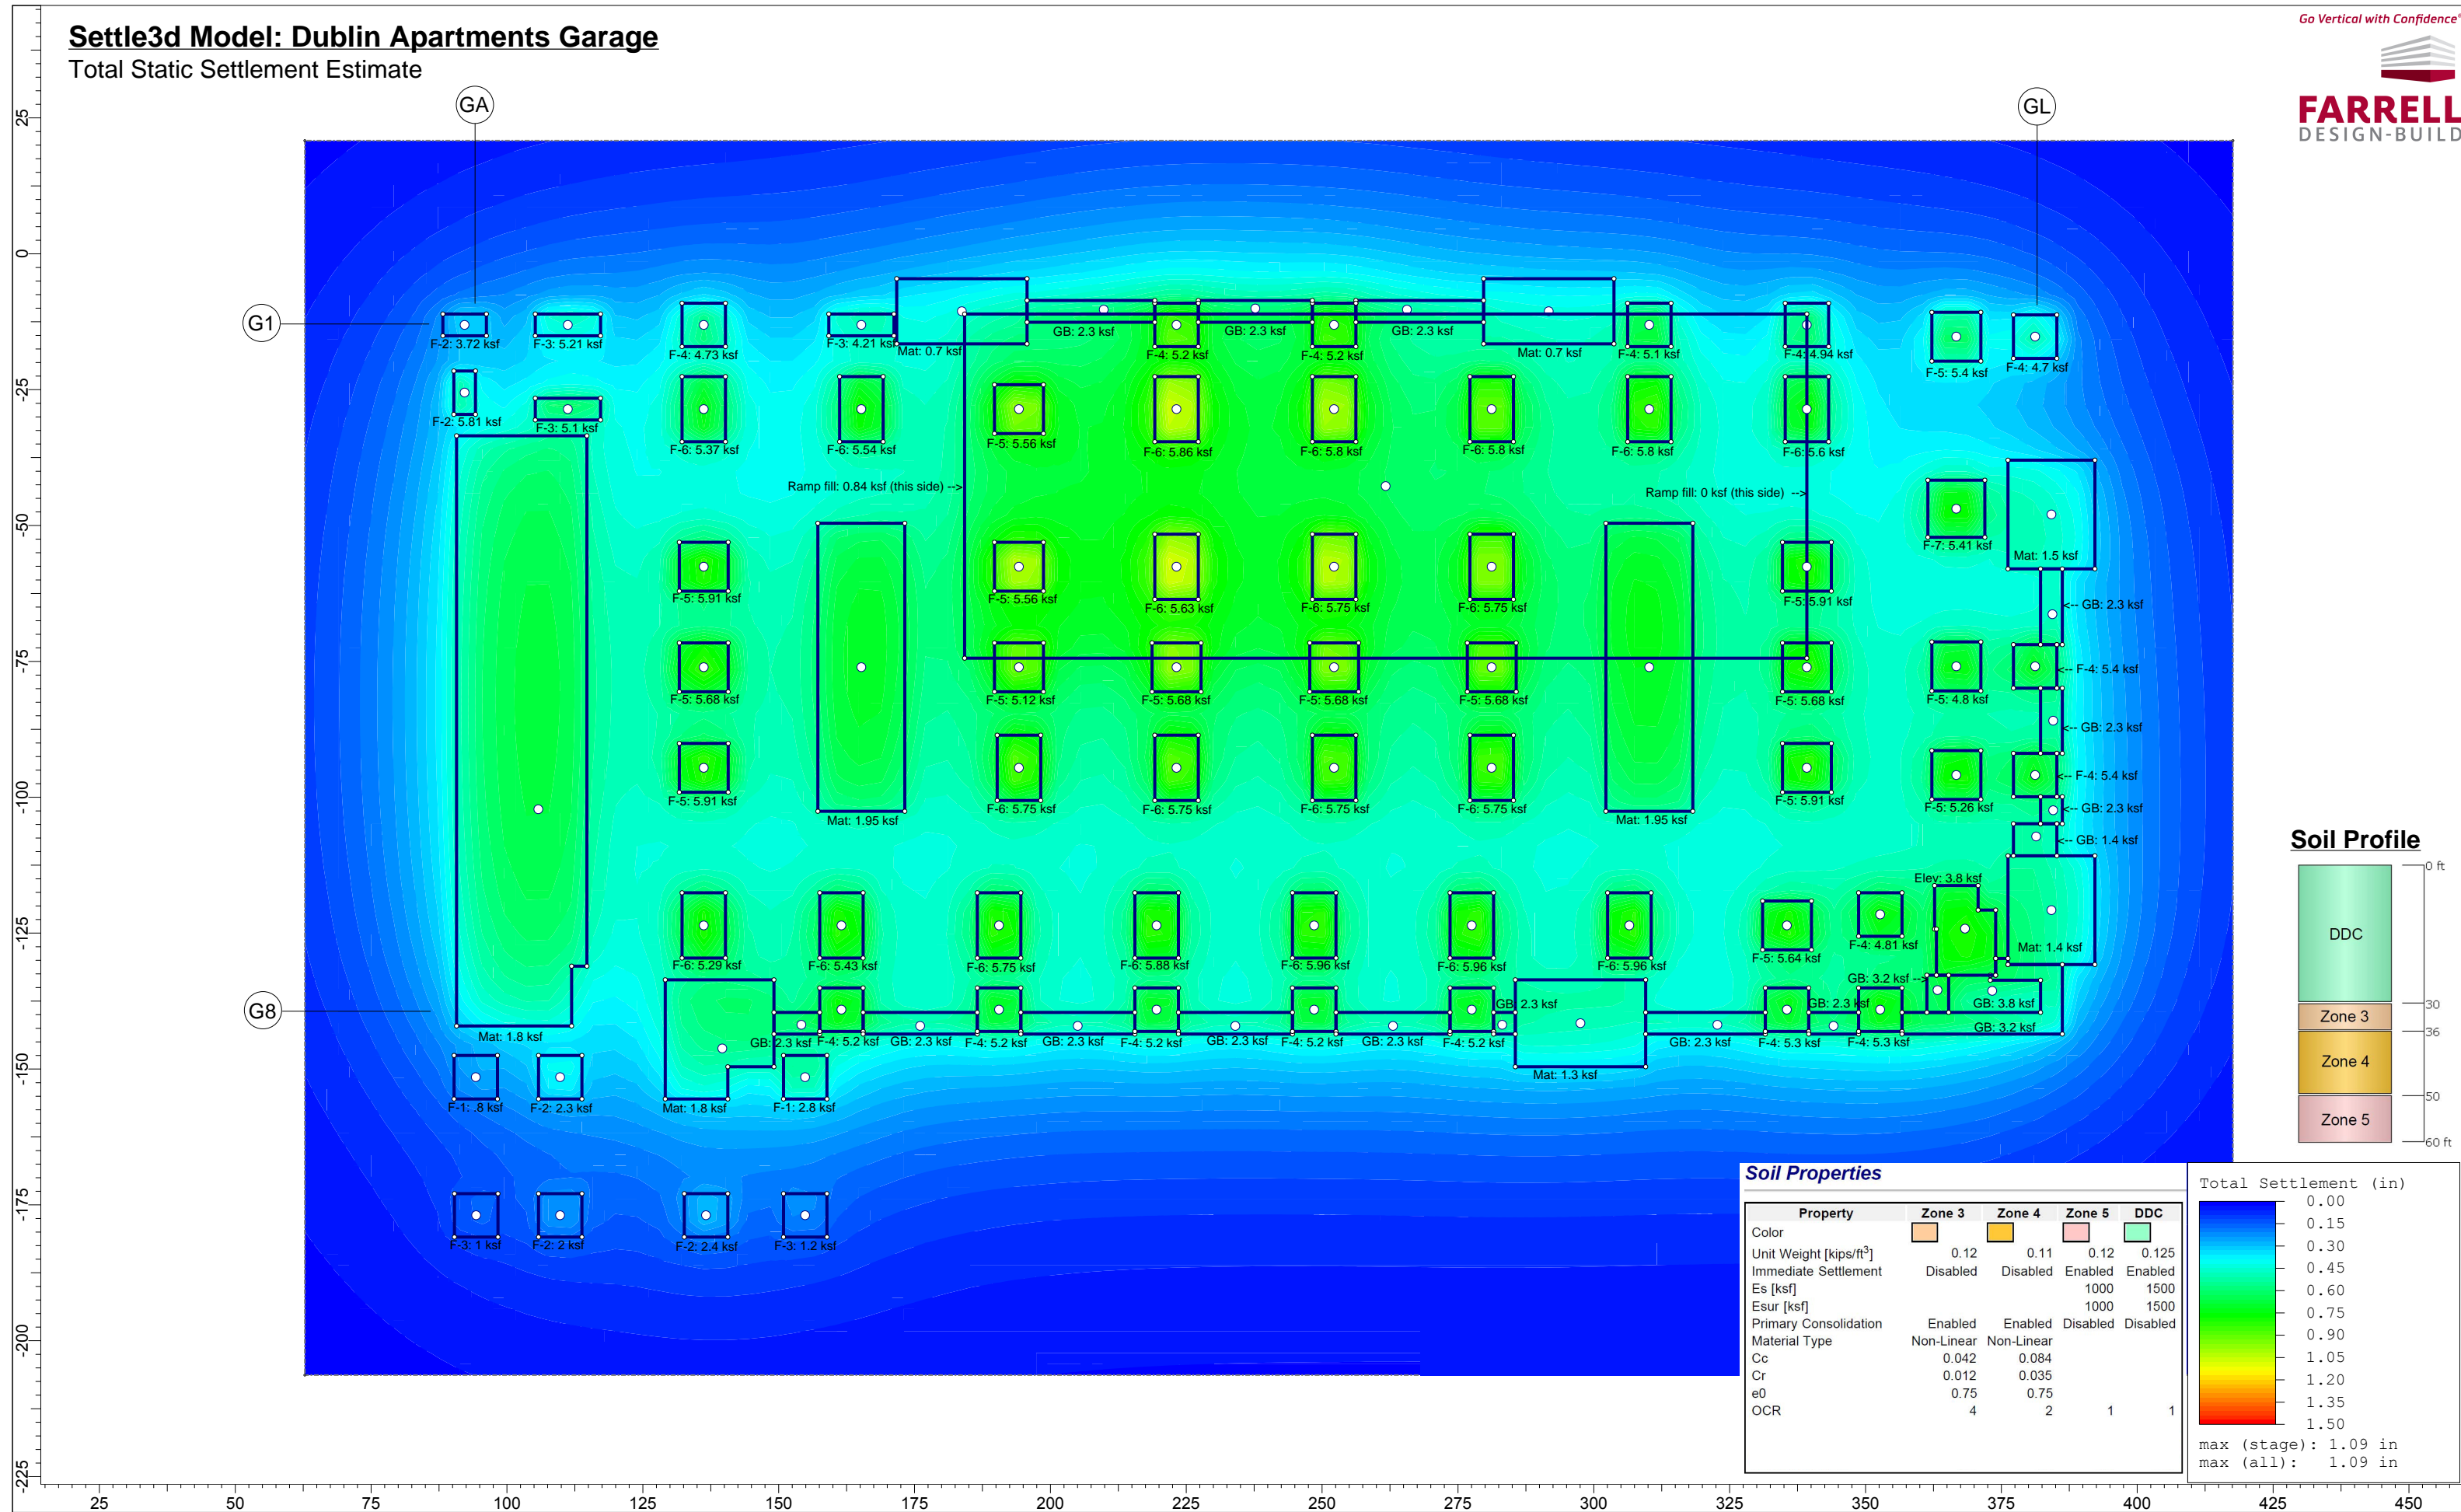 Settle3d Model: Dublin Apartments Garage
Total Static Settlement Estimate
Go Vertical with Confidence®
FARRELL
DESIGN-BUILD
GA
GL
G1
G8
25
0
-25
-50
-75
-100
-125
-150
-175
-200
-225
F-2: 3.72 ksf
F-3: 5.21 ksf
F-4: 4.73 ksf
F-3: 4.21 ksf
Mat: 0.7 ksf
GB: 2.3 ksf
F-4: 5.2 ksf
GB: 2.3 ksf
F-4: 5.2 ksf
GB: 2.3 ksf
Mat: 0.7 ksf
F-4: 5.1 ksf
F-4: 4.94 ksf
F-5: 5.4 ksf
F-4: 4.7 ksf
F-2: 5.81 ksf
F-3: 5.1 ksf
F-6: 5.37 ksf
F-6: 5.54 ksf
F-5: 5.56 ksf
F-6: 5.86 ksf
F-6: 5.8 ksf
F-6: 5.8 ksf
F-6: 5.8 ksf
F-6: 5.6 ksf
Ramp fill: 0.84 ksf (this side) -->
Ramp fill: 0 ksf (this side) -->
F-7: 5.41 ksf
Mat: 1.5 ksf
F-5: 5.91 ksf
F-5: 5.56 ksf
F-6: 5.63 ksf
F-6: 5.75 ksf
F-6: 5.75 ksf
F-5: 5.91 ksf
<-- GB: 2.3 ksf
F-5: 5.68 ksf
F-5: 5.12 ksf
F-5: 5.68 ksf
F-5: 5.68 ksf
F-5: 5.68 ksf
F-5: 5.68 ksf
F-5: 4.8 ksf
<-- F-4: 5.4 ksf
<-- GB: 2.3 ksf
F-5: 5.91 ksf
Mat: 1.95 ksf
F-6: 5.75 ksf
F-6: 5.75 ksf
F-6: 5.75 ksf
F-6: 5.75 ksf
Mat: 1.95 ksf
F-5: 5.91 ksf
F-5: 5.26 ksf
<-- F-4: 5.4 ksf
<-- GB: 2.3 ksf
<-- GB: 1.4 ksf
Elev: 3.8 ksf
F-6: 5.29 ksf
F-6: 5.43 ksf
F-6: 5.75 ksf
F-6: 5.88 ksf
F-6: 5.96 ksf
F-6: 5.96 ksf
F-6: 5.96 ksf
F-5: 5.64 ksf
F-4: 4.81 ksf
Mat: 1.4 ksf
GB: 3.2 ksf -->
GB: 2.3 ksf
GB: 2.3 ksf
GB: 3.8 ksf
GB: 3.2 ksf
Mat: 1.8 ksf
GB: 2.3 ksf
F-4: 5.2 ksf
GB: 2.3 ksf
F-4: 5.2 ksf
GB: 2.3 ksf
F-4: 5.2 ksf
GB: 2.3 ksf
F-4: 5.2 ksf
GB: 2.3 ksf
F-4: 5.2 ksf
Mat: 1.3 ksf
GB: 2.3 ksf
F-4: 5.3 ksf
F-4: 5.3 ksf
F-1: .8 ksf
F-2: 2.3 ksf
Mat: 1.8 ksf
F-1: 2.8 ksf
F-3: 1 ksf
F-2: 2 ksf
F-2: 2.4 ksf
F-3: 1.2 ksf
Soil Profile
0 ft
DDC
30
Zone 3
36
Zone 4
50
Zone 5
60 ft
Soil Properties
Property Zone 3 Zone 4 Zone 5 DDC
Color
Unit Weight [kips/ft³] 0.12 0.11 0.12 0.125
Immediate Settlement Disabled Disabled Enabled Enabled
Es [ksf] 1000 1500
Esur [ksf] 1000 1500
Primary Consolidation Enabled Enabled Disabled Disabled
Material Type Non-Linear Non-Linear
Cc 0.042 0.084
Cr 0.012 0.035
e0 0.75 0.75
OCR 4 2 1 1
Total Settlement (in)
0.00
0.15
0.30
0.45
0.60
0.75
0.90
1.05
1.20
1.35
1.50
max (stage): 1.09 in
max (all): 1.09 in
25 50 75 100 125 150 175 200 225 250 275 300 325 350 375 400 425 450